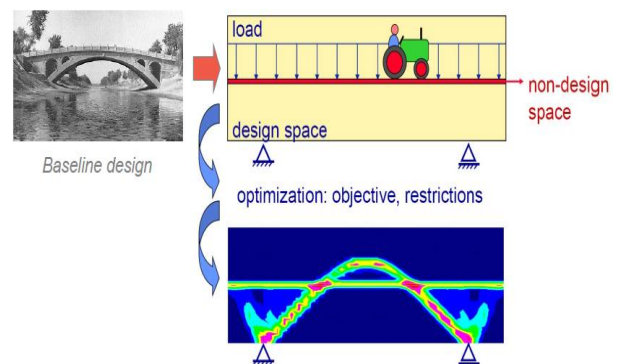 load
non-design
space
design space
Baseline design
optimization: objective, restrictions